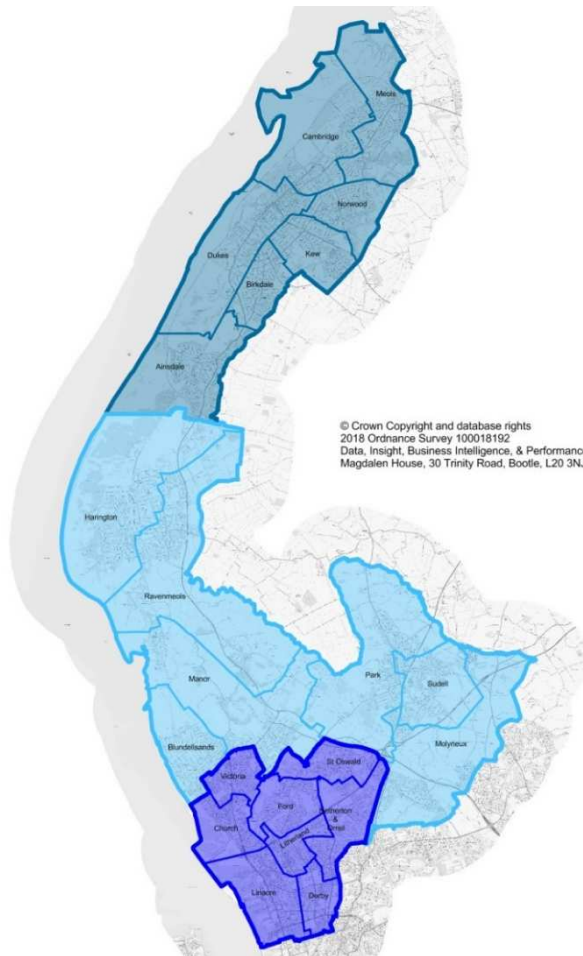 Meols
Cambridge
Norwood
Dukes
Kew
Birkdale
Ainsdale
© Crown Copyright and database rights
2018 Ordnance Survey 100018192
Data, Insight, Business Intelligence, & Performance
Magdalen House, 30 Trinity Road, Bootle, L20 3NJ
Harington
Ravenmeols
Park
Manor
Sudell
Molyneux
Blundellsands
St Oswald
Victoria
Ford
Netherton
&
Orrell
Church
Litherland
Linacre
Derby